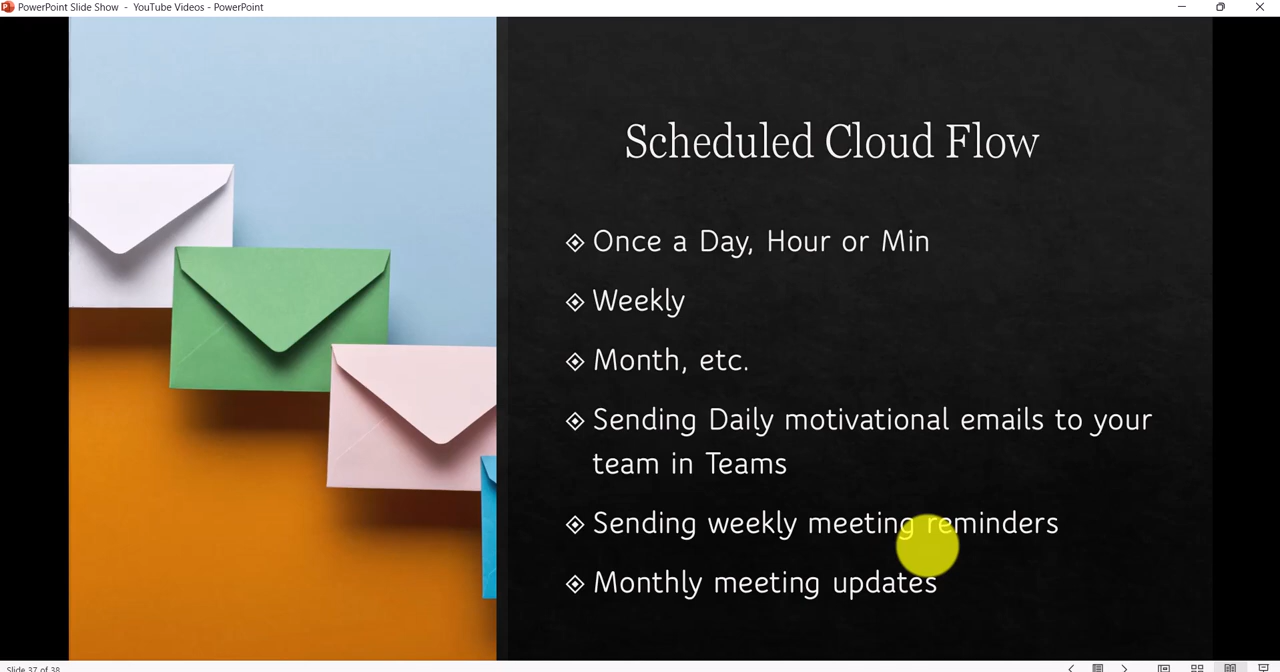 PowerPoint Slide Show - YouTube Videos - PowerPoint
Scheduled Cloud Flow
Once a Day, Hour or Min
Weekly
Month, etc.
Sending Daily motivational emails to your
team in Teams
Sending weekly meeting reminders
Monthly meeting updates
Slide 37 of 38